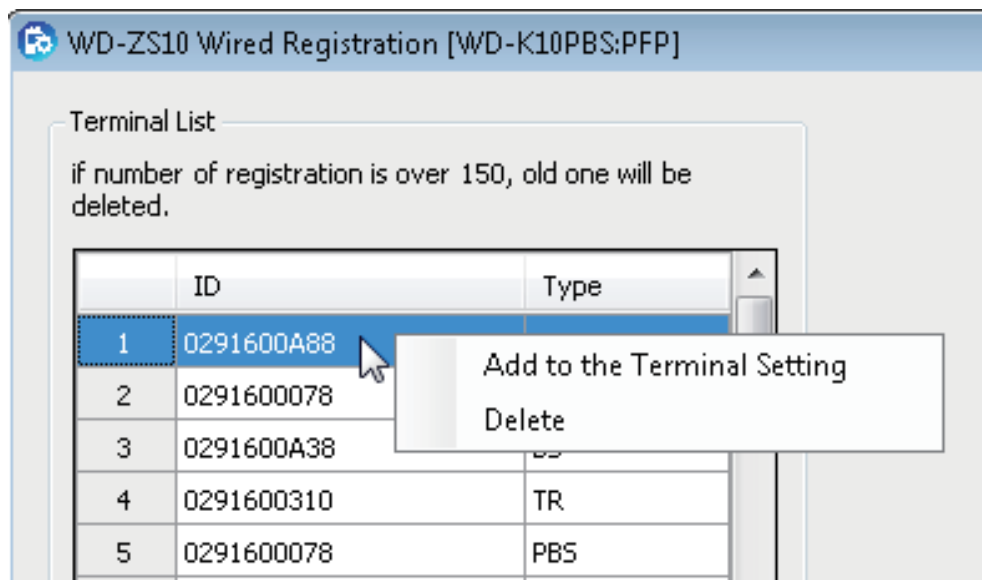 WD-ZS10 Wired Registration [WD-K10PBS:PFP]
Terminal List
if number of registration is over 150, old one will be
deleted.
ID Type
1 0291600A88
Add to the Terminal Setting
2 0291600078
Delete
3 0291600A38
4 0291600310 TR
5 0291600078 PBS